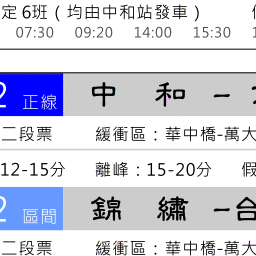 定 6班（均由中和站發車）
07:30 09:20 14:00 15:30
2 正線 中 和 -
二段票 緩衝區：華中橋-萬大
12-15分 離峰：15-20分 假
2 區間 錦 繡 -台
二段票 緩衝區：華中橋-萬大